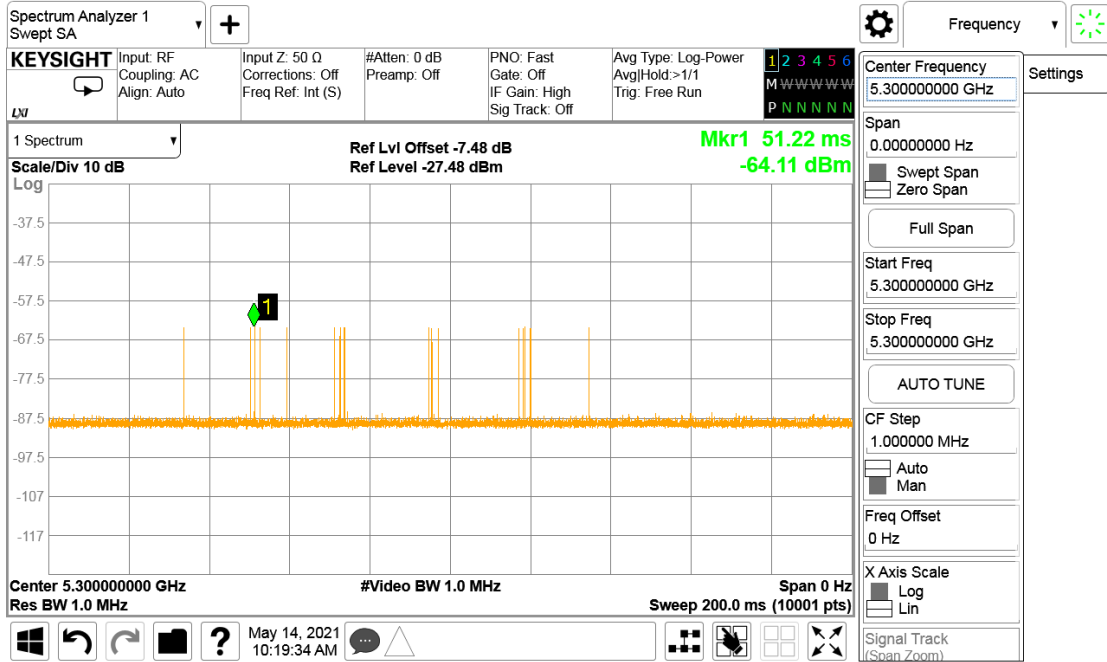 Spectrum Analyzer 1
Swept SA
Frequency
KEYSIGHT
LXI
Input: RF
Coupling: AC
Align: Auto
Input Z: 50 Ω
Corrections: Off
Freq Ref: Int (S)
#Atten: 0 dB
Preamp: Off
PNO: Fast
Gate: Off
IF Gain: High
Sig Track: Off
Avg Type: Log-Power
Avg|Hold:>1/1
Trig: Free Run
1 2 3 4 5 6
M W W W W W W
P N N N N N N
1 Spectrum
Scale/Div 10 dB
Ref Lvl Offset -7.48 dB
Ref Level -27.48 dBm
Mkr1 51.22 ms
-64.11 dBm
Log
-37.5
-47.5
-57.5
-67.5
-77.5
-87.5
-97.5
-107
-117
1
Center 5.300000000 GHz
Res BW 1.0 MHz
#Video BW 1.0 MHz
Span 0 Hz
Sweep 200.0 ms (10001 pts)
May 14, 2021
10:19:34 AM
?
Center Frequency
5.300000000 GHz
Settings
Span
0.00000000 Hz
Swept Span
Zero Span
Full Span
Start Freq
5.300000000 GHz
Stop Freq
5.300000000 GHz
AUTO TUNE
CF Step
1.000000 MHz
Auto
Man
Freq Offset
0 Hz
X Axis Scale
Log
Lin
Signal Track
(Span Zoom)